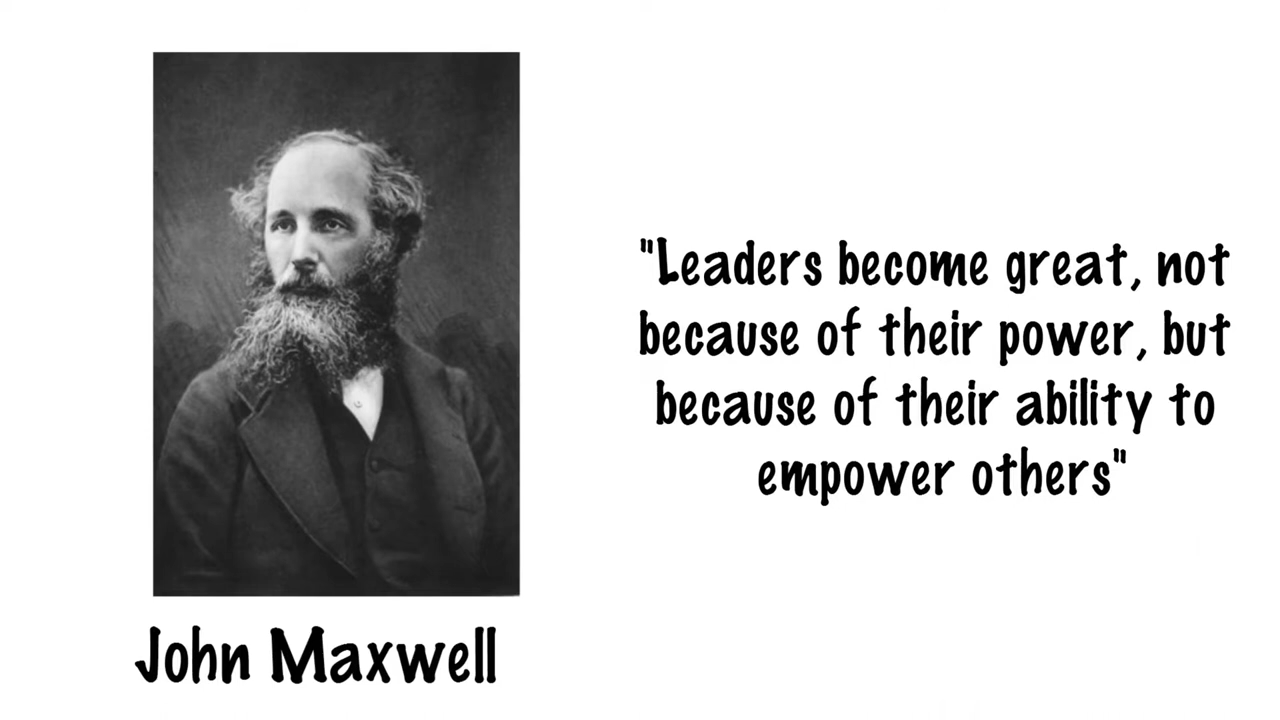 "Leaders become great, not
because of their power, but
because of their ability to
empower others"
John Maxwell